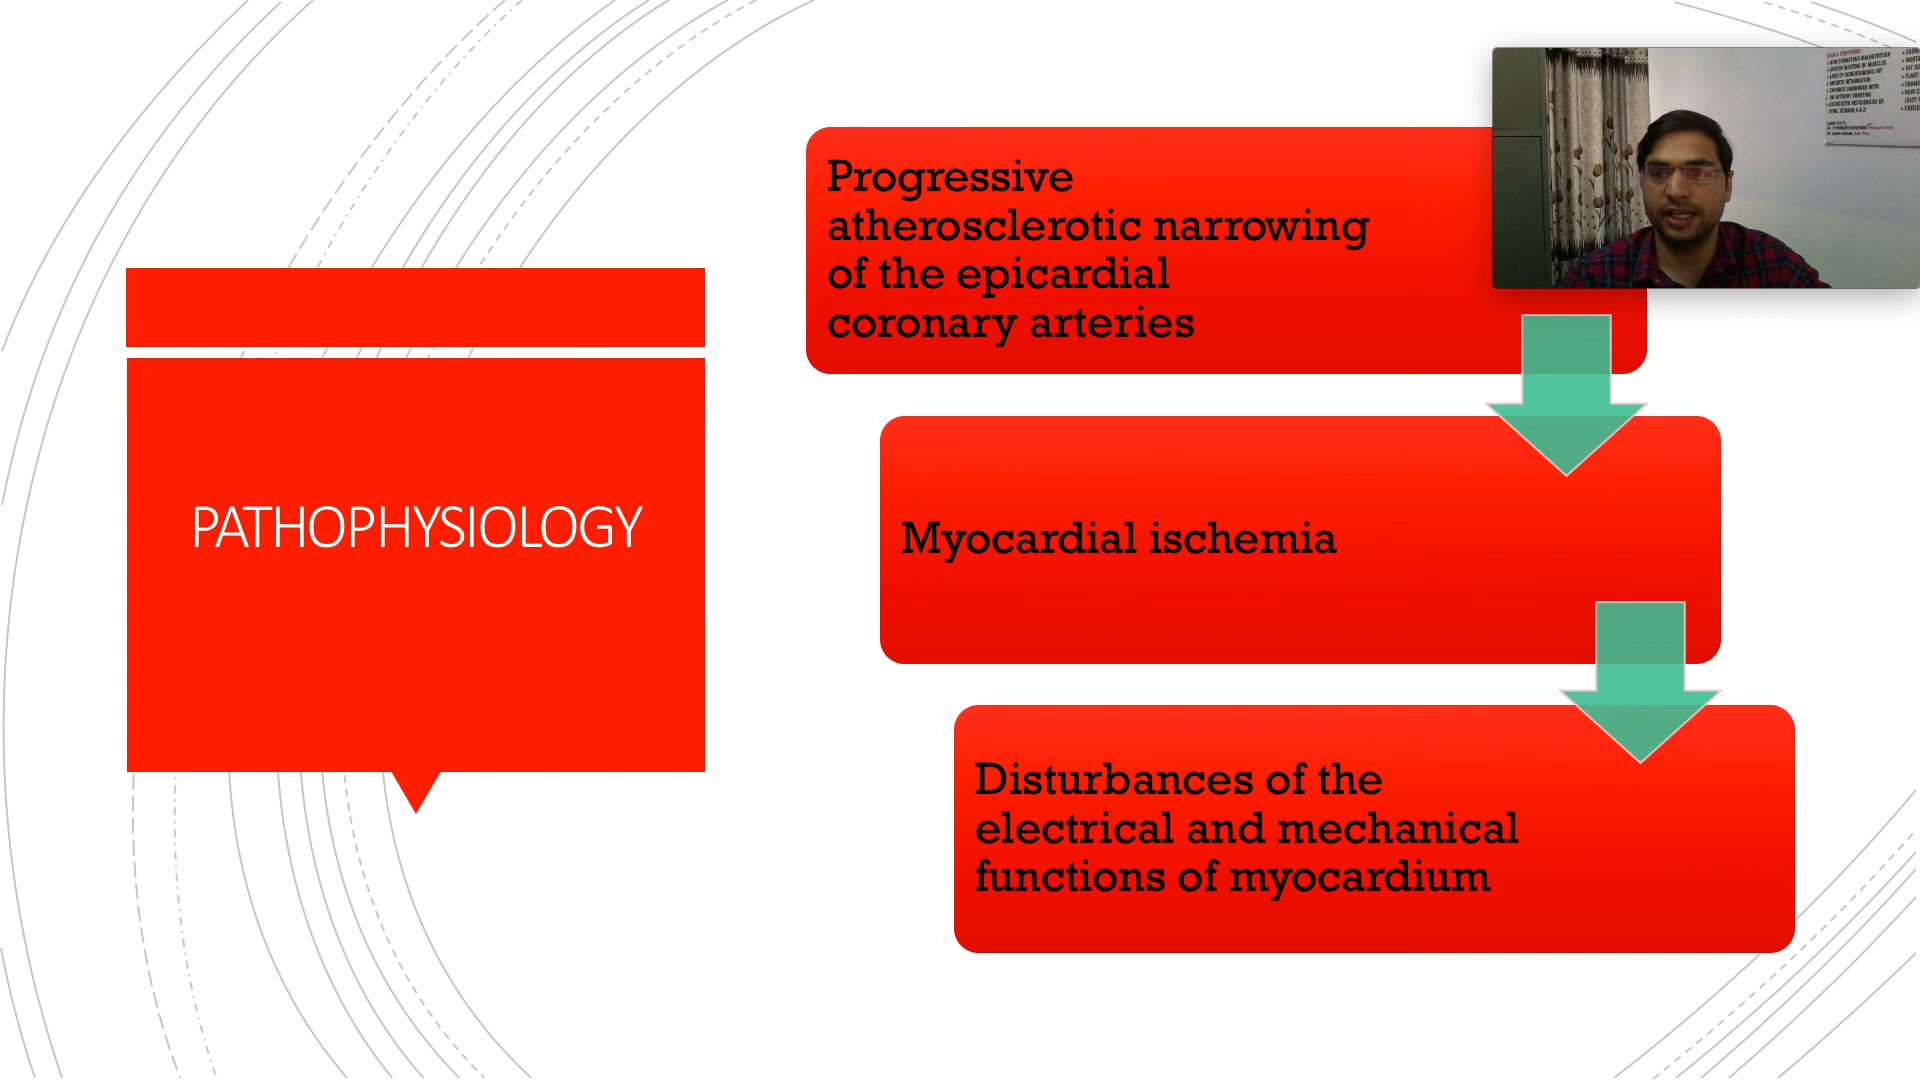 PATHOPHYSIOLOGY
Progressive
atherosclerotic narrowing
of the epicardial
coronary arteries
Myocardial ischemia
Disturbances of the
electrical and mechanical
functions of myocardium